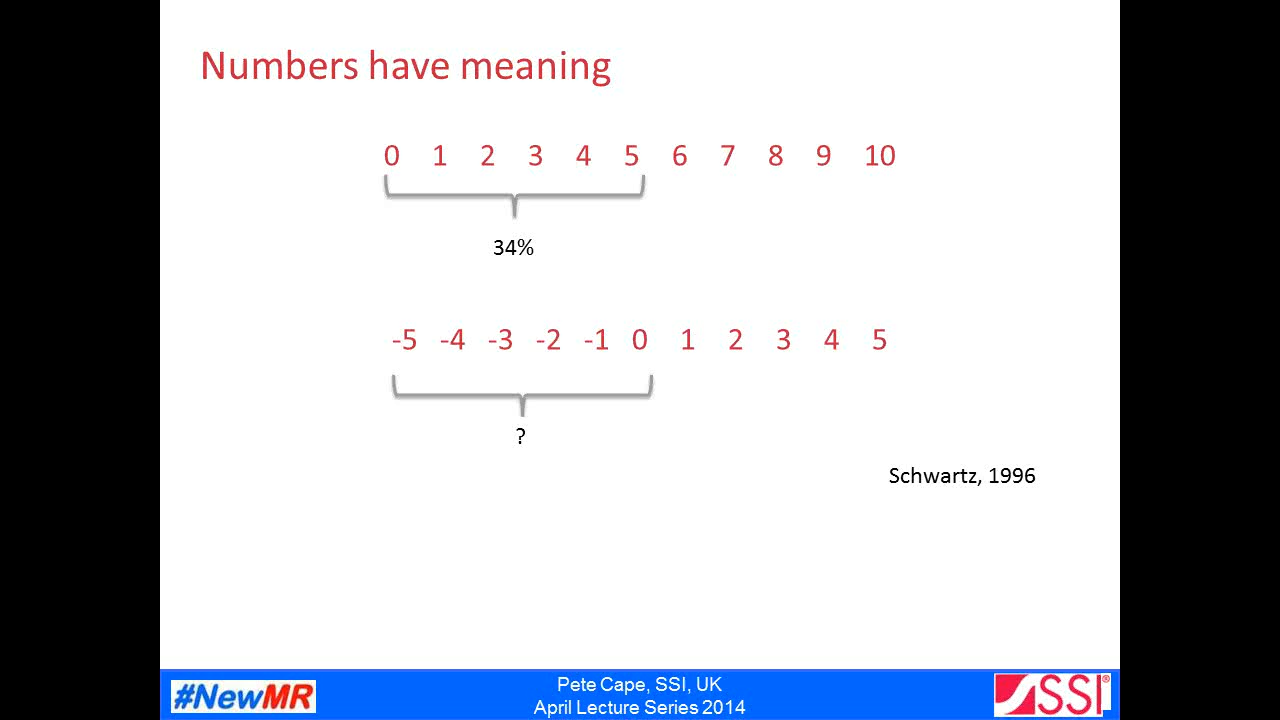 Numbers have meaning
0 1 2 3 4 5 6 7 8 9 10
34%
-5 -4 -3 -2 -1 0 1 2 3 4 5
?
Schwartz, 1996
#NewMR
Pete Cape, SSI, UK
April Lecture Series 2014
SSI®